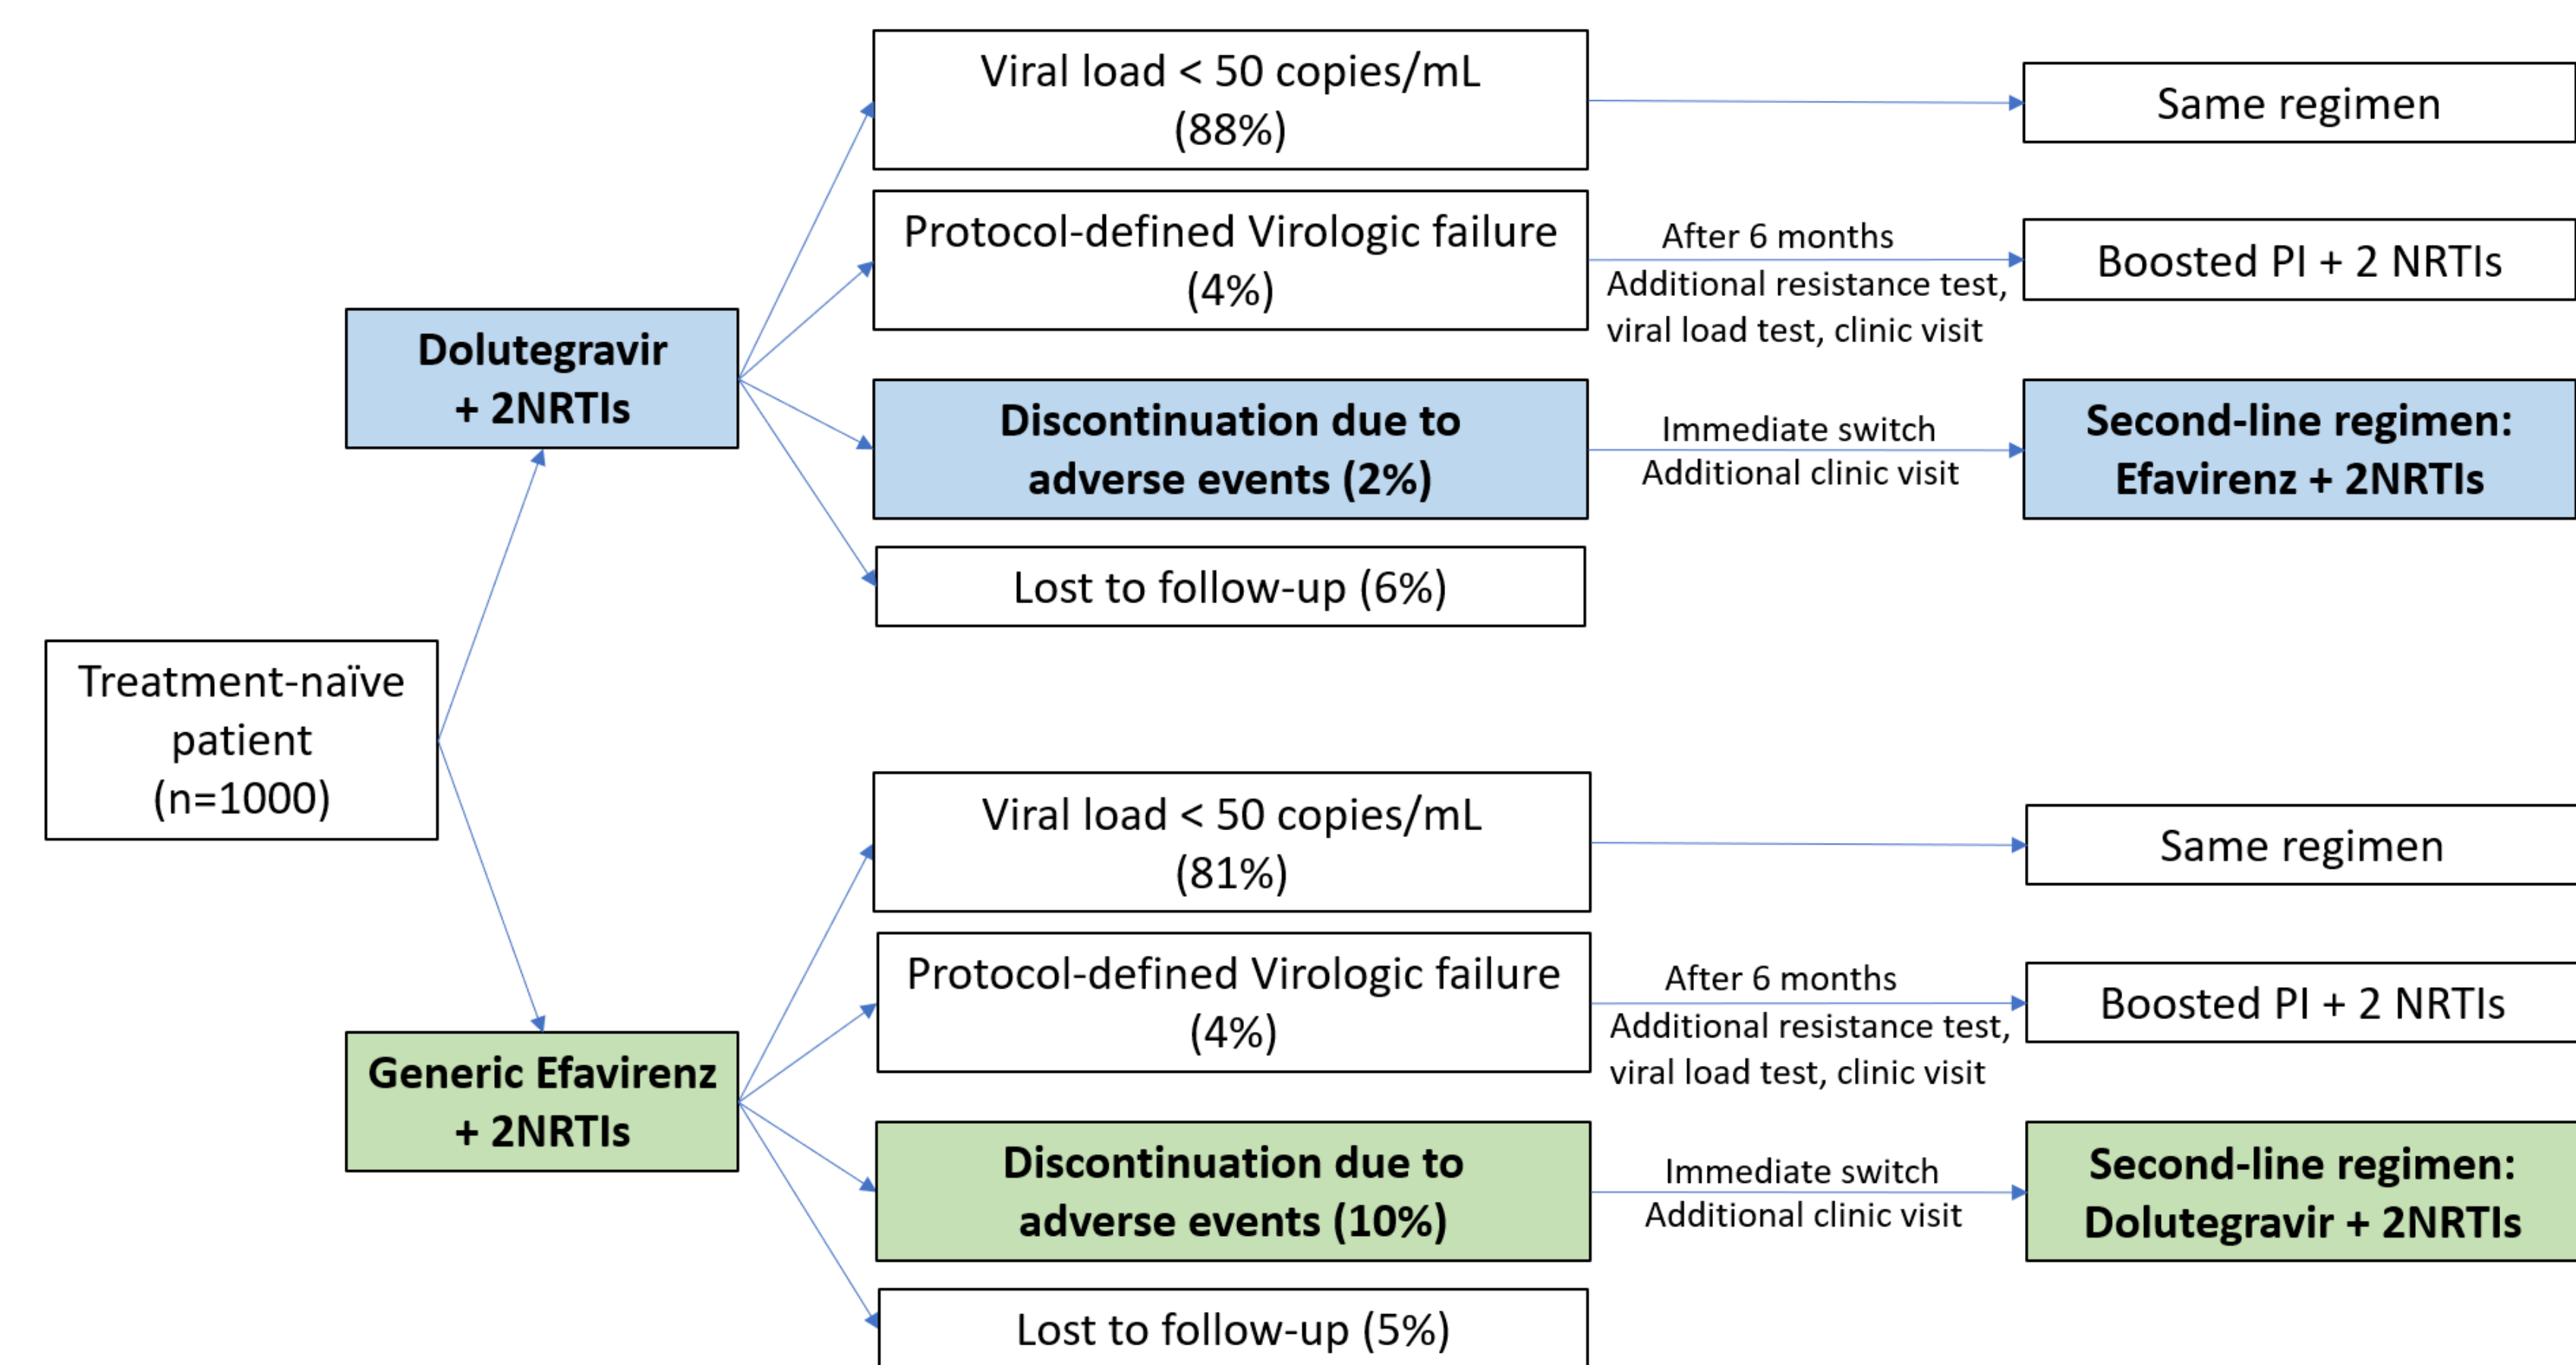 Viral load < 50 copies/mL
(88%)
Same regimen
Protocol-defined Virologic failure
(4%)
After 6 months
Additional resistance test,
viral load test, clinic visit
Boosted PI + 2 NRTIs
Dolutegravir
+ 2NRTIs
Discontinuation due to
adverse events (2%)
Immediate switch
Additional clinic visit
Second-line regimen:
Efavirenz + 2NRTIs
Lost to follow-up (6%)
Treatment-naïve
patient
(n=1000)
Viral load < 50 copies/mL
(81%)
Same regimen
Protocol-defined Virologic failure
(4%)
After 6 months
Additional resistance test,
viral load test, clinic visit
Boosted PI + 2 NRTIs
Generic Efavirenz
+ 2NRTIs
Discontinuation due to
adverse events (10%)
Immediate switch
Additional clinic visit
Second-line regimen:
Dolutegravir + 2NRTIs
Lost to follow-up (5%)